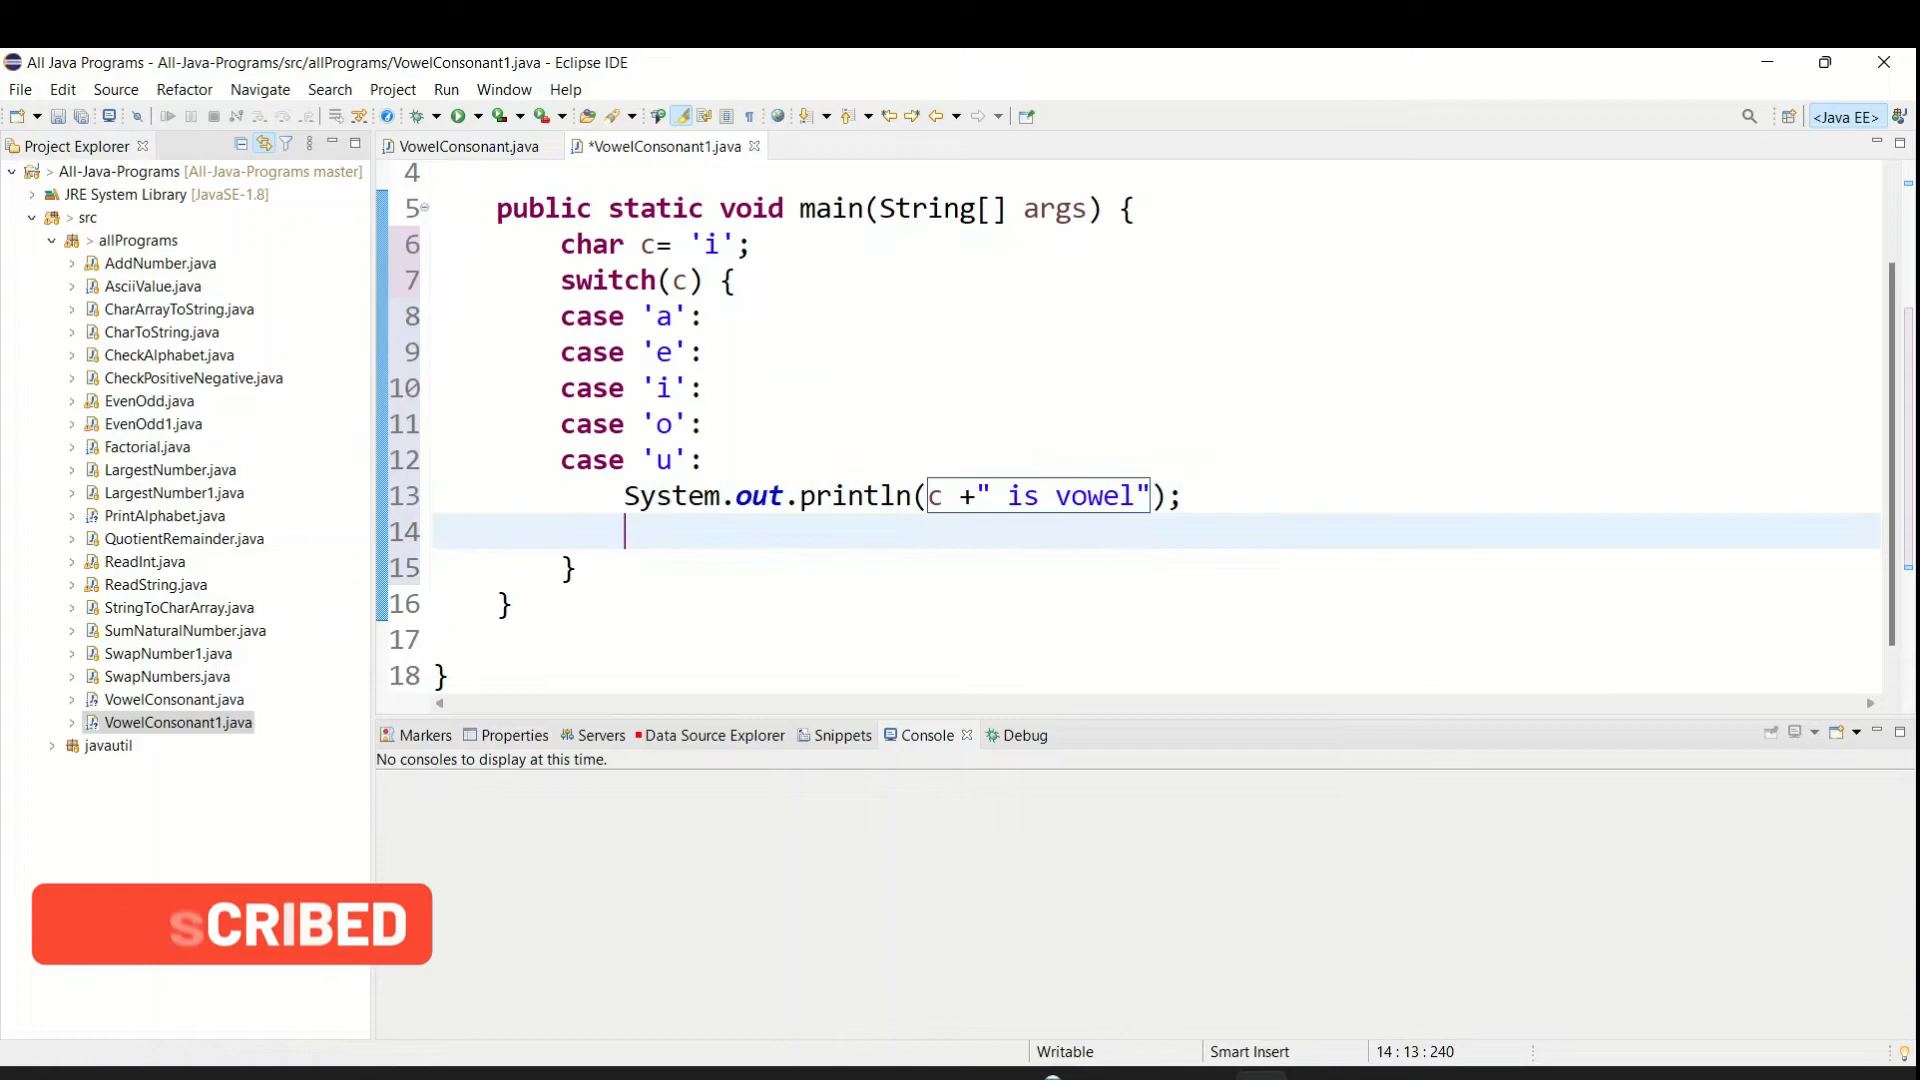 All Java Programs - All-Java-Programs/src/allPrograms/VowelConsonant1.java - Eclipse IDE
File Edit Source Refactor Navigate Search Project Run Window Help
<Java EE>
Project Explorer
VowelConsonant.java
*VowelConsonant1.java
> All-Java-Programs [All-Java-Programs master]
JRE System Library [JavaSE-1.8]
> src
> allPrograms
AddNumber.java
AsciiValue.java
CharArrayToString.java
CharToString.java
CheckAlphabet.java
CheckPositiveNegative.java
EvenOdd.java
EvenOdd1.java
Factorial.java
LargestNumber.java
LargestNumber1.java
PrintAlphabet.java
QuotientRemainder.java
ReadInt.java
ReadString.java
StringToCharArray.java
SumNaturalNumber.java
SwapNumber1.java
SwapNumbers.java
VowelConsonant.java
VowelConsonant1.java
javautil
4
5 public static void main(String[] args) {
6 char c= 'i';
7 switch(c) {
8 case 'a':
9 case 'e':
10 case 'i':
11 case 'o':
12 case 'u':
13 System.out.println(c +" is vowel");
14
15 }
16 }
17
18 }
Markers Properties Servers Data Source Explorer Snippets Console Debug
No consoles to display at this time.
sCRIBED
Writable Smart Insert 14 : 13 : 240